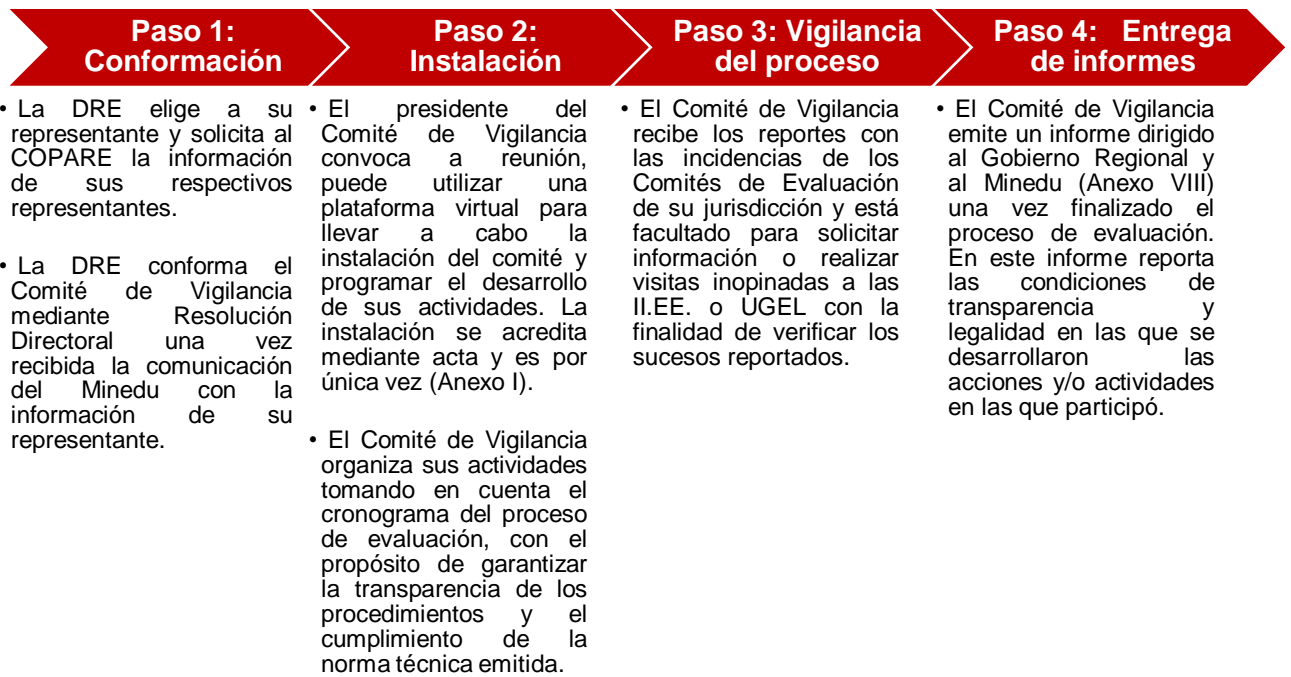 Paso 1:
Conformación
• La DRE elige a su
representante y solicita al
COPARE la información
de sus respectivos
representantes.
• La DRE conforma el
Comité de Vigilancia
mediante Resolución
Directoral una vez
recibida la comunicación
del Minedu con la
información de su
representante.
Paso 2:
Instalación
• El presidente del
Comité de Vigilancia
convoca a reunión,
puede utilizar una
plataforma virtual para
llevar a cabo la
instalación del comité y
programar el desarrollo
de sus actividades. La
instalación se acredita
mediante acta y es por
única vez (Anexo I).
• El Comité de Vigilancia
organiza sus actividades
tomando en cuenta el
cronograma del proceso
de evaluación, con el
propósito de garantizar
la transparencia de los
procedimientos y el
cumplimiento de la
norma técnica emitida.
Paso 3: Vigilancia
del proceso
• El Comité de Vigilancia
recibe los reportes con
las incidencias de los
Comités de Evaluación
de su jurisdicción y está
facultado para solicitar
información o realizar
visitas inopinadas a las
II.EE. o UGEL con la
finalidad de verificar los
sucesos reportados.
Paso 4: Entrega
de informes
• El Comité de Vigilancia
emite un informe dirigido
al Gobierno Regional y
al Minedu (Anexo VIII)
una vez finalizado el
proceso de evaluación.
En este informe reporta
las condiciones de
transparencia y
legalidad en las que se
desarrollaron las
acciones y/o actividades
en las que participó.